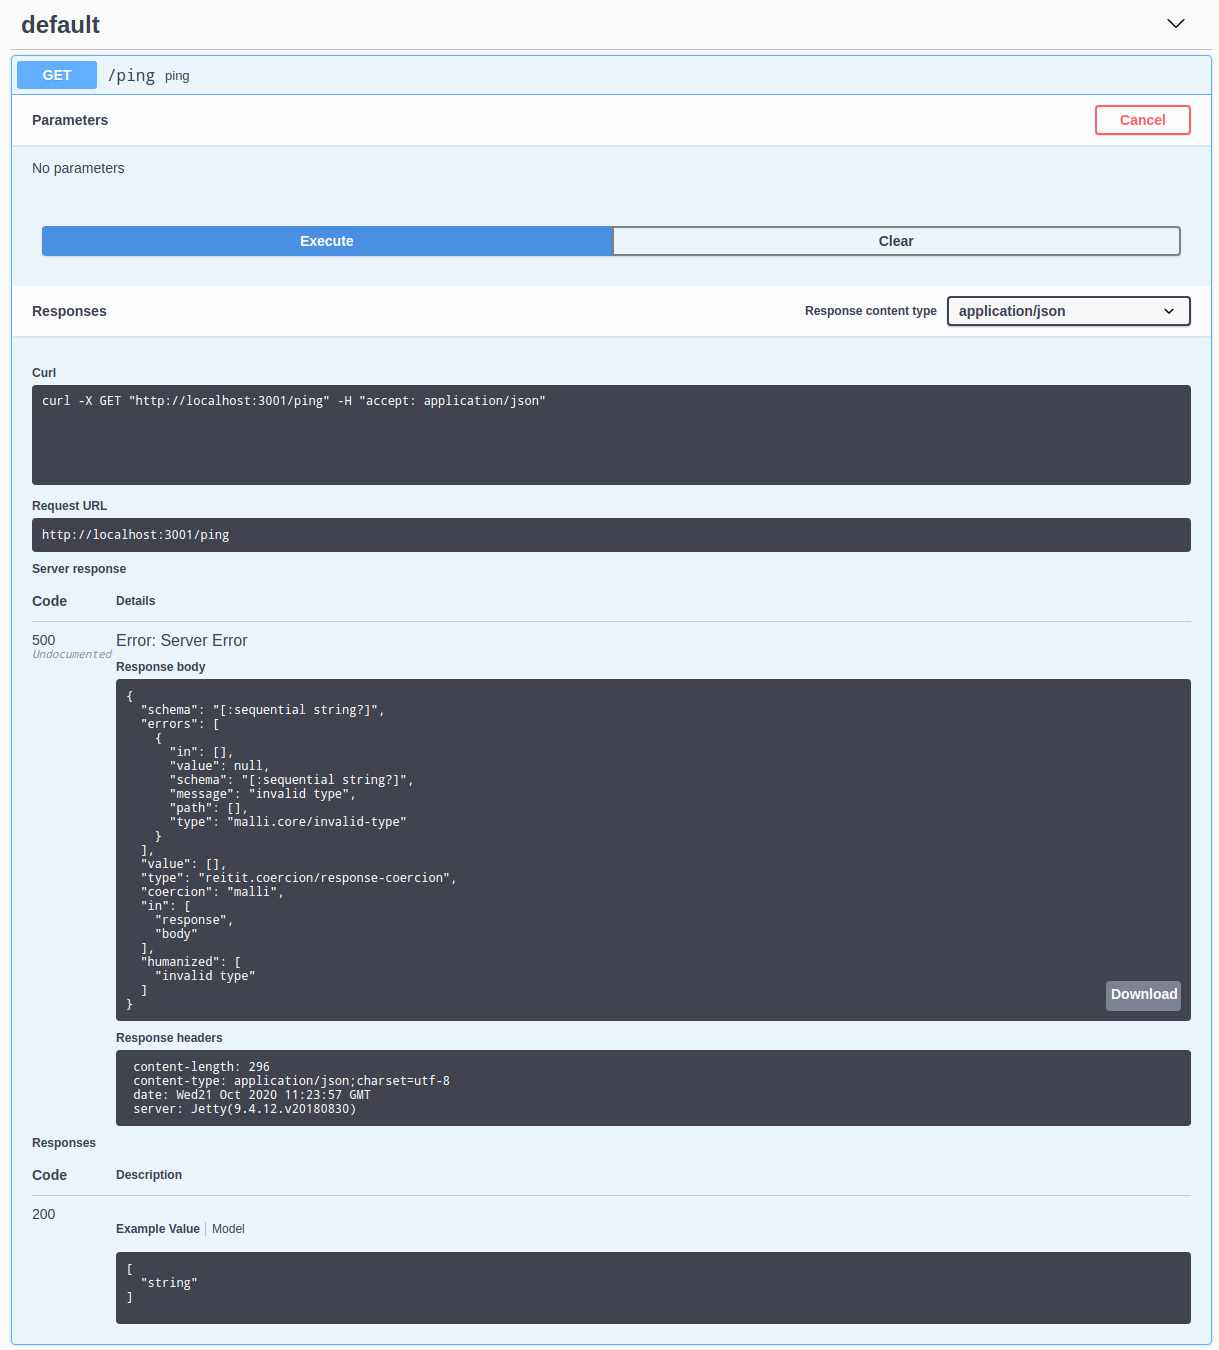 default
GET /ping ping
Parameters Cancel
No parameters
Execute Clear
Responses Response content type application/json
Curl
curl -X GET "http://localhost:3001/ping" -H "accept: application/json"
Request URL
http://localhost:3001/ping
Server response
Code Details
500 Error: Server Error
Undocumented
Response body
{
  "schema": "[:sequential string?]",
  "errors": [
    {
      "in": [],
      "value": null,
      "schema": "[:sequential string?]",
      "message": "invalid type",
      "path": [],
      "type": "malli.core/invalid-type"
    }
  ],
  "value": [],
  "type": "reitit.coercion/response-coercion",
  "coercion": "malli",
  "in": [
    "response",
    "body"
  ],
  "humanized": [
    "invalid type"
  ]
}
Download
Response headers
content-length: 296
content-type: application/json;charset=utf-8
date: Wed21 Oct 2020 11:23:57 GMT
server: Jetty(9.4.12.v20180830)
Responses
Code Description
200
Example Value Model
[
  "string"
]